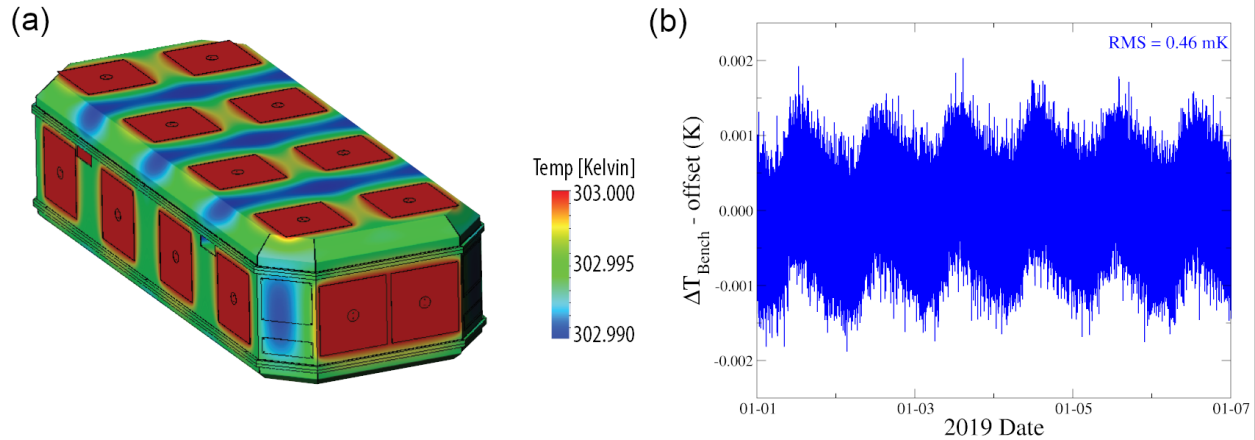 (a)
Temp [Kelvin]
303.000
302.995
302.990
(b)
RMS = 0.46 mK
0.002
0.001
0.000
-0.001
-0.002
ΔT_Bench - offset (K)
01-01
01-03
01-05
01-07
2019 Date